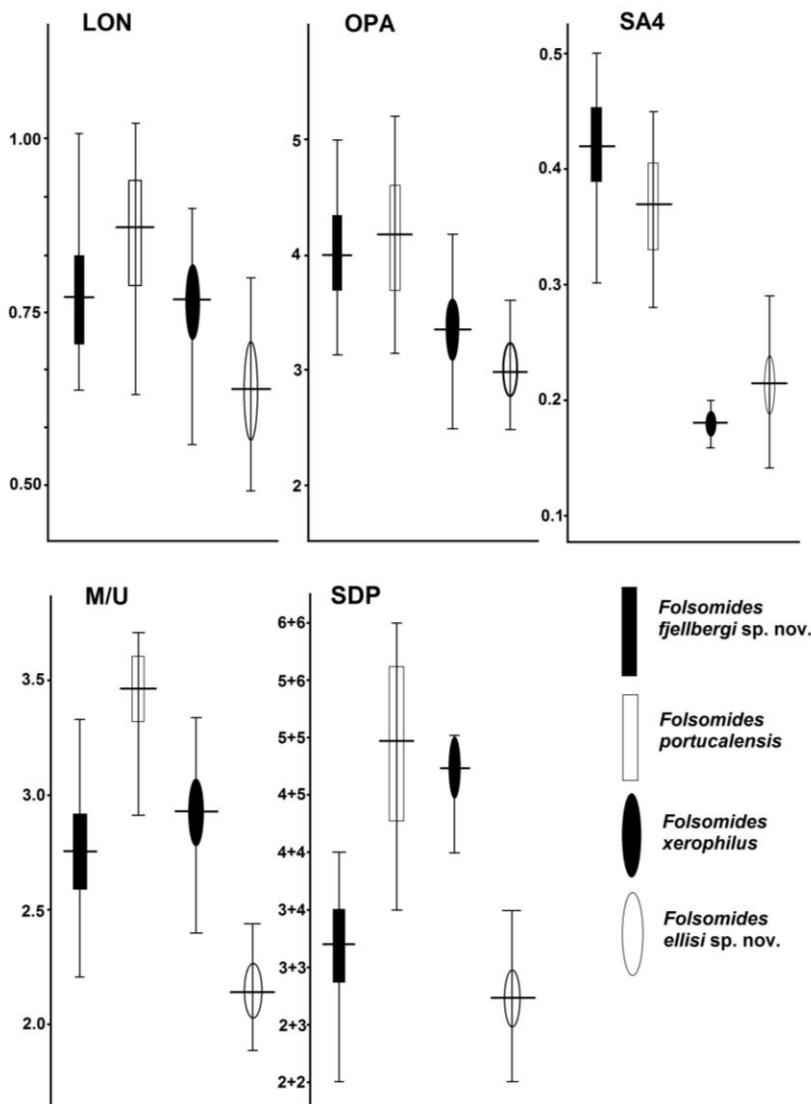 LON
1.00
0.75
0.50
OPA
5
4
3
2
SA4
0.5
0.4
0.3
0.2
0.1
M/U
3.5
3.0
2.5
2.0
SDP
6+6
5+6
5+5
4+5
4+4
3+4
3+3
2+3
2+2
Folsomides
fjellbergi sp. nov.
Folsomides
portucalensis
Folsomides
xerophilus
Folsomides
ellisi sp. nov.